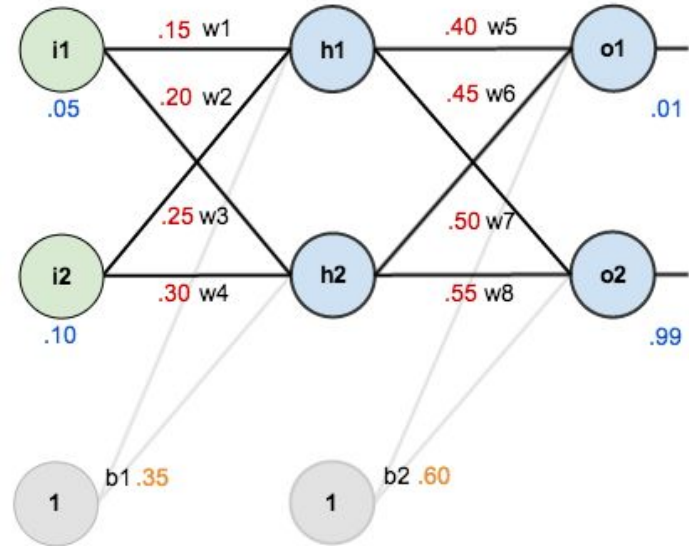 .15 w1
.40 w5
i1
h1
o1
.20 w2
.45 w6
.05
.01
.25 w3
.50 w7
i2
h2
o2
.30 w4
.55 w8
.10
.99
b1 .35
b2 .60
1
1